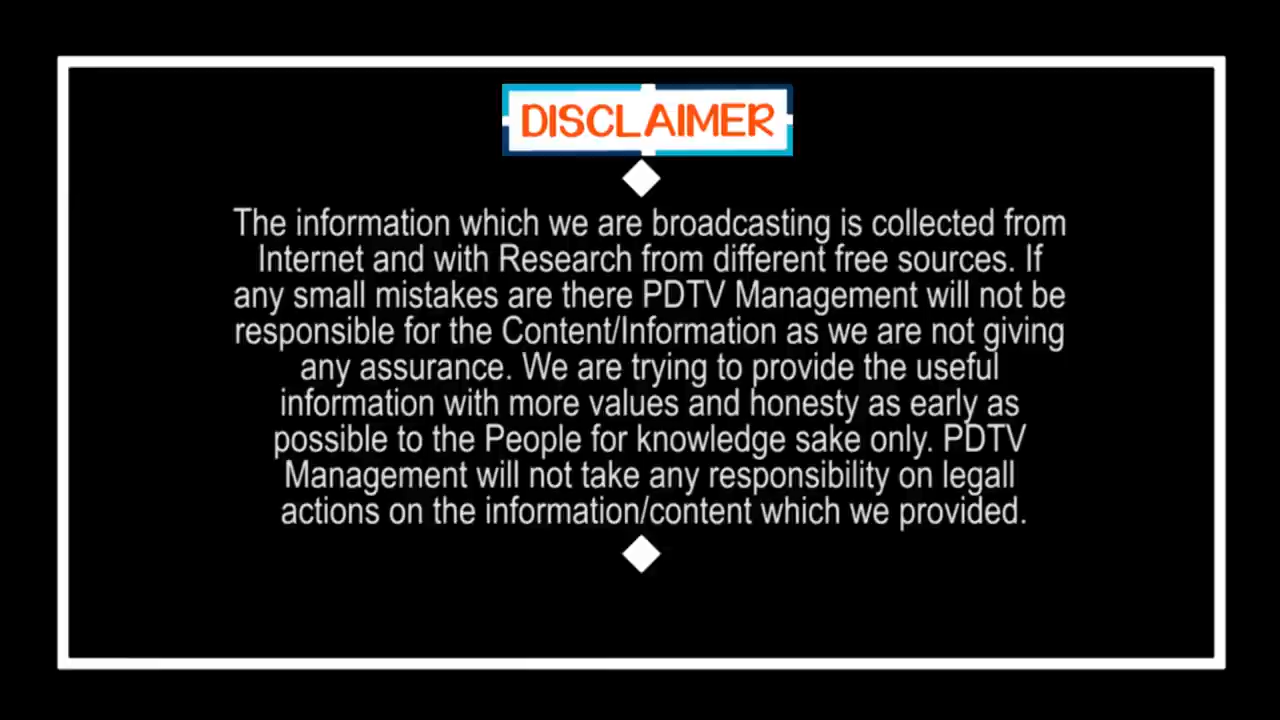 DISCLAIMER
The information which we are broadcasting is collected from
Internet and with Research from different free sources. If
any small mistakes are there PDTV Management will not be
responsible for the Content/Information as we are not giving
any assurance. We are trying to provide the useful
information with more values and honesty as early as
possible to the People for knowledge sake only. PDTV
Management will not take any responsibility on legall
actions on the information/content which we provided.